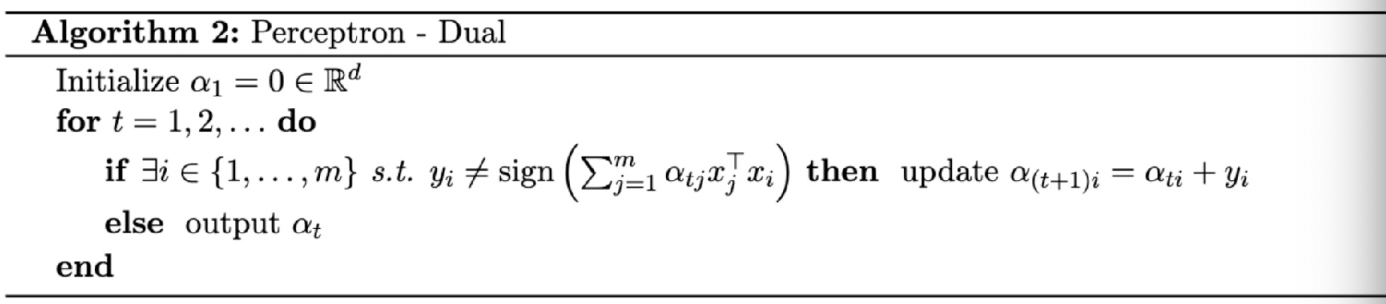 Algorithm 2: Perceptron - Dual
Initialize α₁ = 0 ∈ ℝᵈ
for t = 1, 2, . . . do
if ∃i ∈ {1, . . . , m} s.t. yᵢ ≠ sign(∑ⱼ₌₁ᵐ αₜⱼxⱼ^⊤xᵢ) then update α₍ₜ₊₁₎ᵢ = αₜᵢ + yᵢ
else output αₜ
end